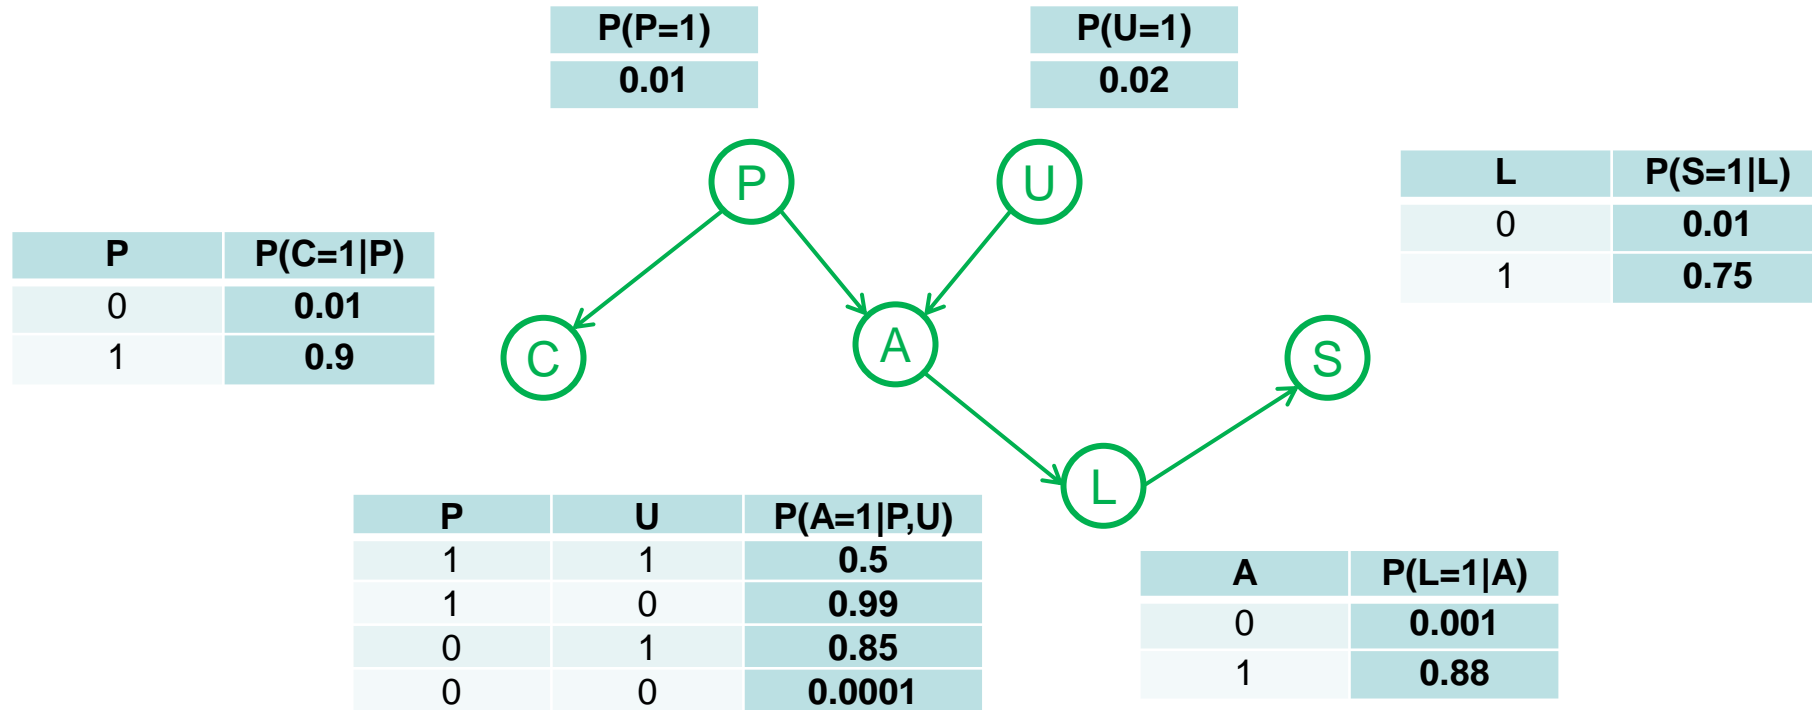 P(P=1)
0.01
P(U=1)
0.02
P
U
L P(S=1|L)
0 0.01
1 0.75
P P(C=1|P)
0 0.01
1 0.9
C
A
S
L
P U P(A=1|P,U)
1 1 0.5
1 0 0.99
0 1 0.85
0 0 0.0001
A P(L=1|A)
0 0.001
1 0.88